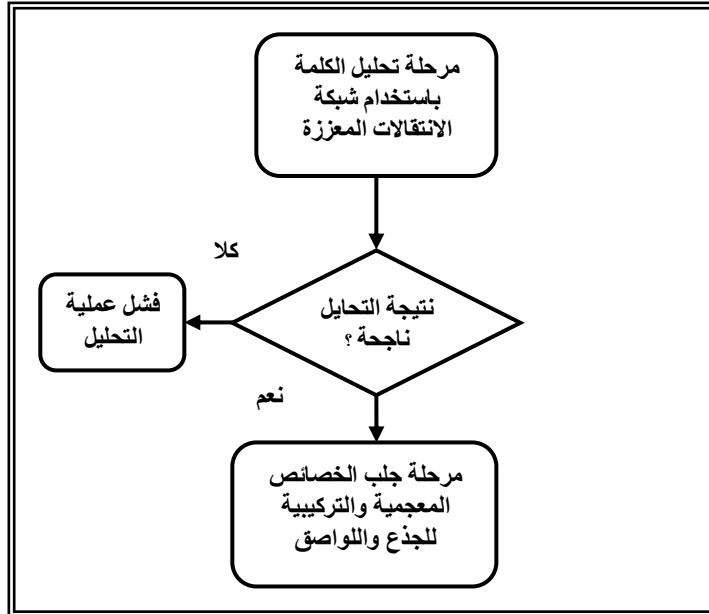 مرحلة تحليل الكلمة
باستخدام شبكة
الانتقالات المعززة
كلا
نتيجة التحايل
ناجحة ؟
فشل عملية
التحليل
نعم
مرحلة جلب الخصائص
المعجمية والتركيبية
للجذع واللواصق